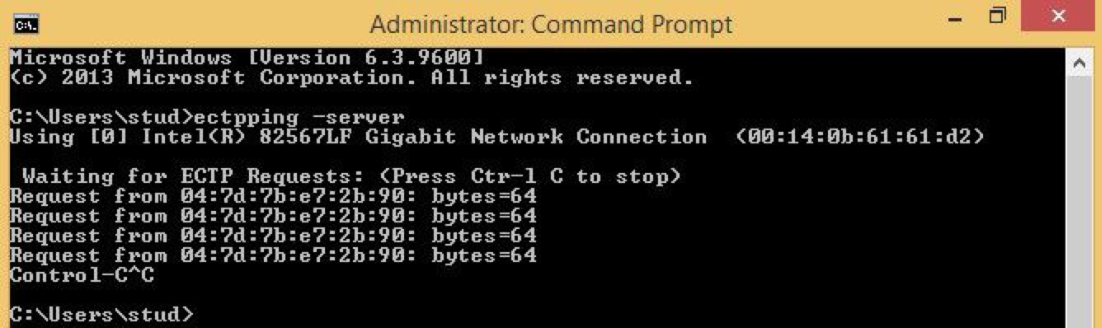 C:\.
Administrator: Command Prompt
Microsoft Windows [Version 6.3.9600]
(c) 2013 Microsoft Corporation. All rights reserved.
C:\Users\stud>ectpping -server
Using [0] Intel(R) 82567LF Gigabit Network Connection  (00:14:0b:61:61:d2)
Waiting for ECTP Requests: (Press Ctr-l C to stop)
Request from 04:7d:7b:e7:2b:90: bytes=64
Request from 04:7d:7b:e7:2b:90: bytes=64
Request from 04:7d:7b:e7:2b:90: bytes=64
Request from 04:7d:7b:e7:2b:90: bytes=64
Control-C^C
C:\Users\stud>